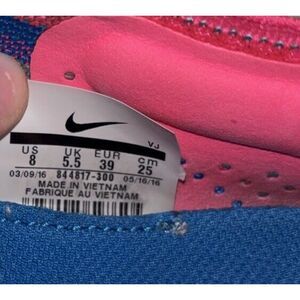 VJ
US UK EUR cm
8 5.5 39 25
03/09/16 844817-300 05/16/16
MADE IN VIETNAM
FABRIQUE AU VIETNAM